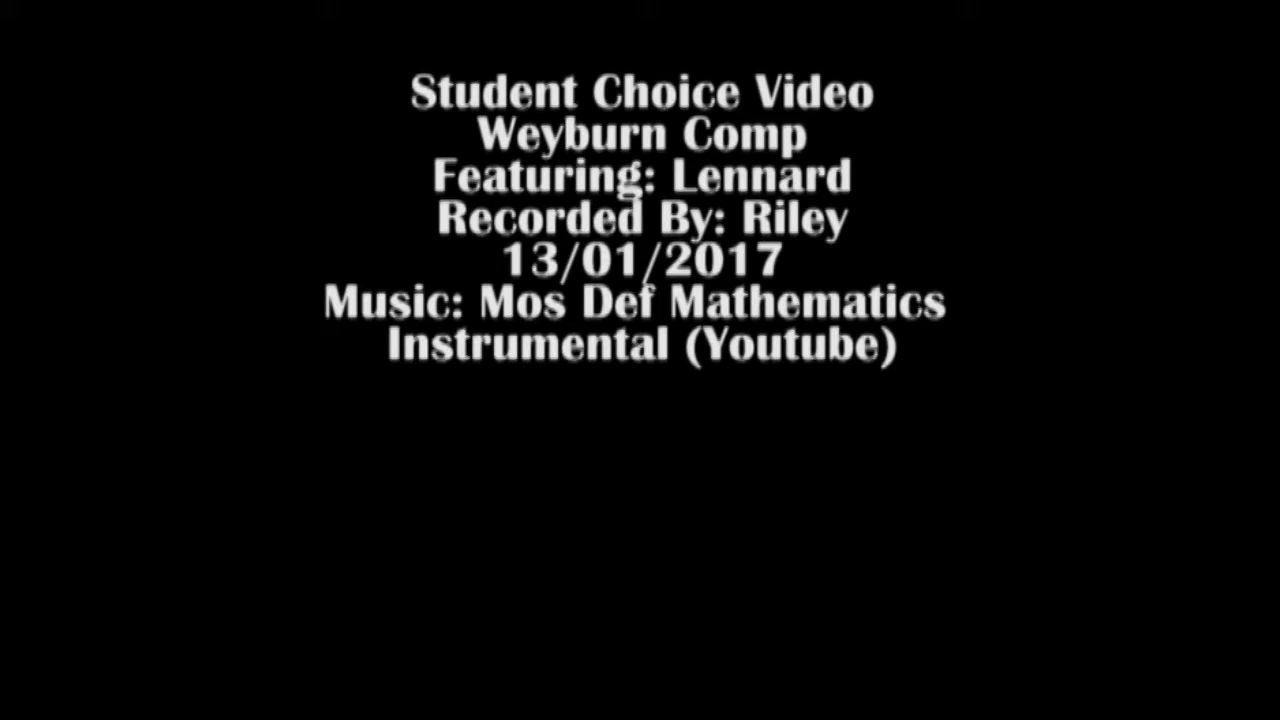 Student Choice Video
Weyburn Comp
Featuring: Lennard
Recorded By: Riley
13/01/2017
Music: Mos Def Mathematics
Instrumental (Youtube)